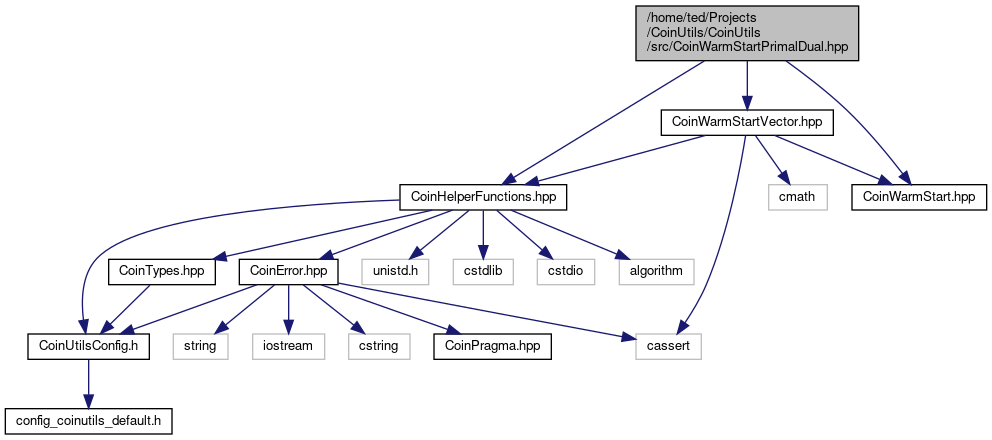 /home/ted/Projects
/CoinUtils/CoinUtils
/src/CoinWarmStartPrimalDual.hpp
CoinWarmStartVector.hpp
CoinHelperFunctions.hpp
cmath
CoinWarmStart.hpp
CoinTypes.hpp
CoinError.hpp
unistd.h
cstdlib
cstdio
algorithm
CoinUtilsConfig.h
string
iostream
cstring
CoinPragma.hpp
cassert
config_coinutils_default.h